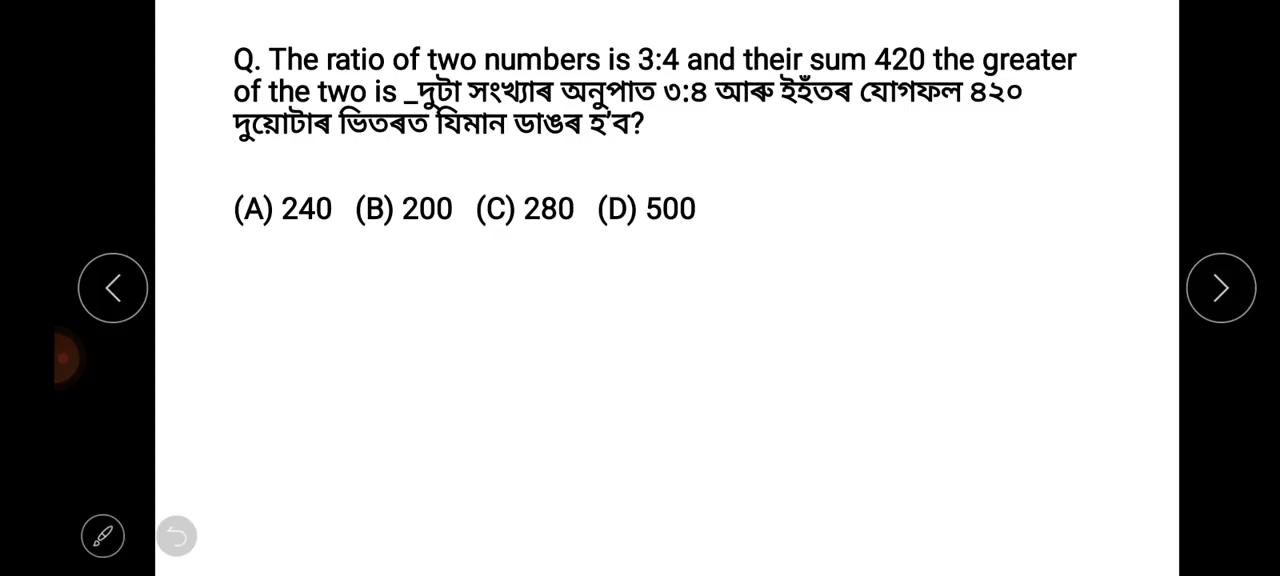 Q. The ratio of two numbers is 3:4 and their sum 420 the greater
of the two is _দুটা সংখ্যাৰ অনুপাত ৩:৪ আৰু ইহঁতৰ যোগফল ৪২০
দুয়োটাৰ ভিতৰত যিমান ডাঙৰ হ'ব?
(A) 240 (B) 200 (C) 280 (D) 500